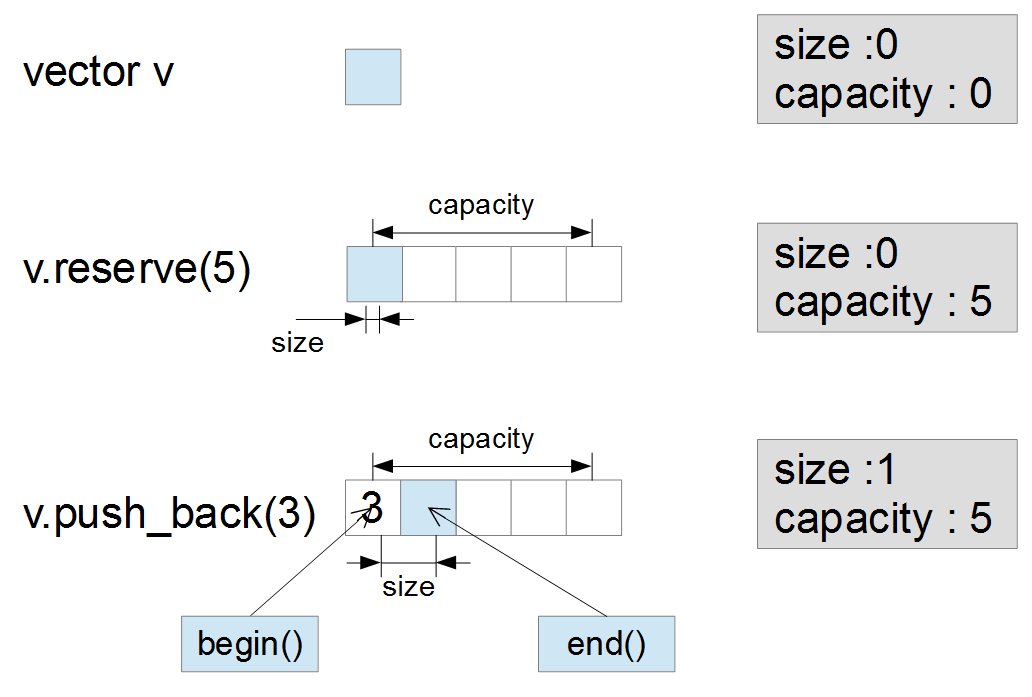 vector v
size :0
capacity : 0
capacity
v.reserve(5)
size :0
capacity : 5
size
capacity
v.push_back(3)
3
size :1
capacity : 5
size
begin()
end()